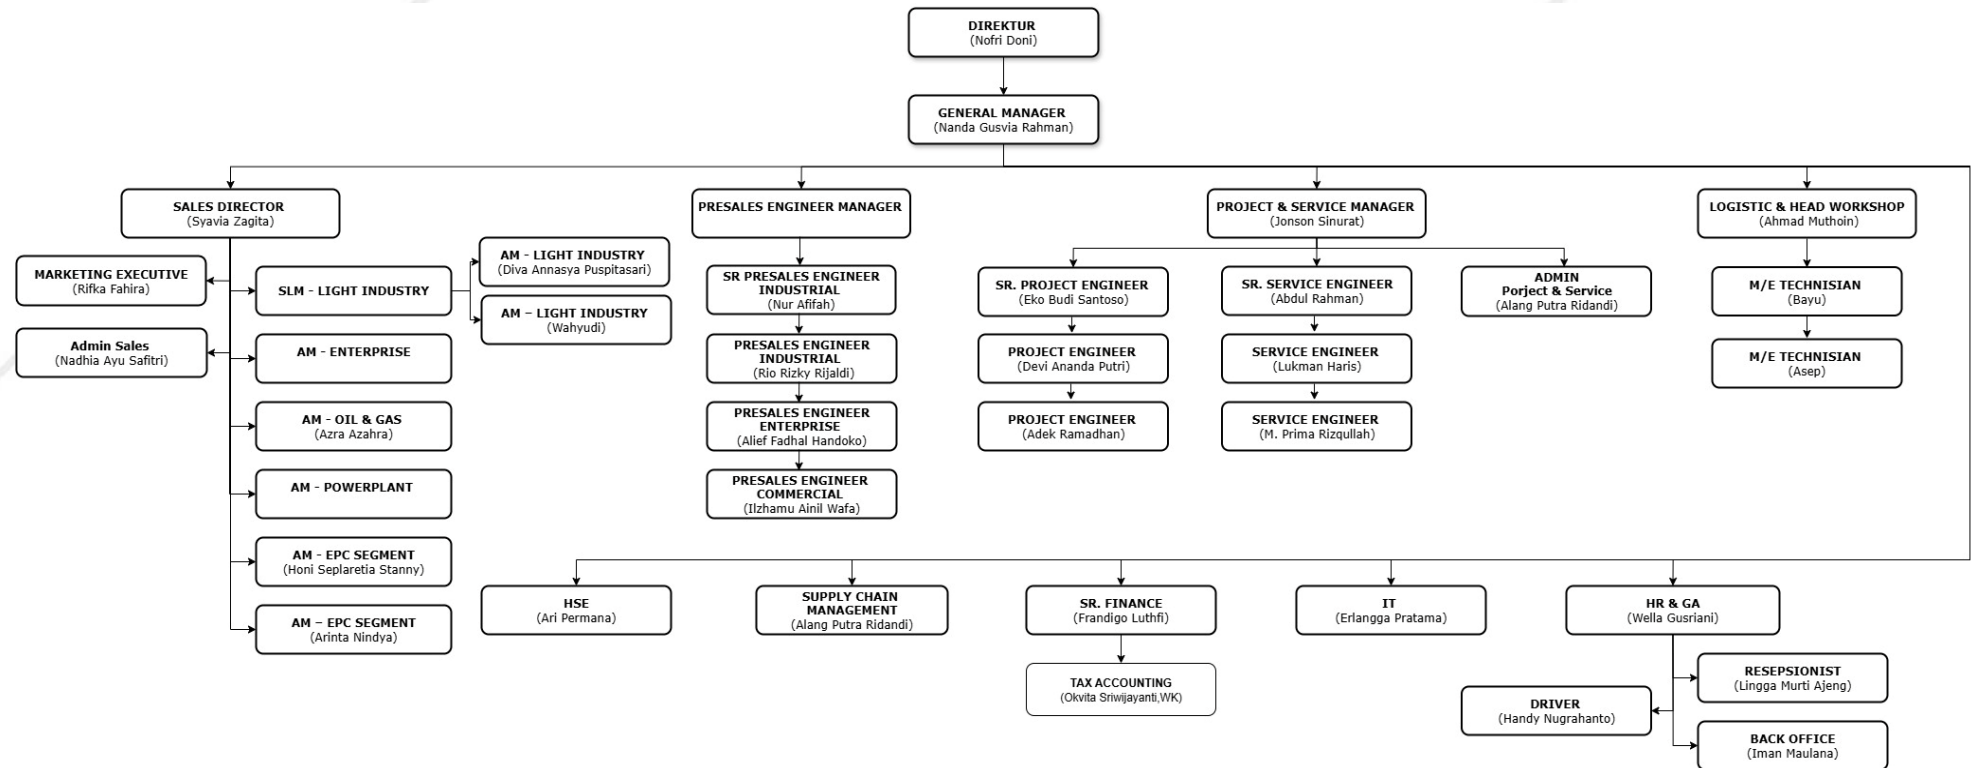 DIREKTUR
(Nofri Doni)
GENERAL MANAGER
(Nanda Gusvia Rahman)
SALES DIRECTOR
(Syavia Zagita)
PRESALES ENGINEER MANAGER
PROJECT & SERVICE MANAGER
(Jonson Sinurat)
LOGISTIC & HEAD WORKSHOP
(Ahmad Muthoin)
MARKETING EXECUTIVE
(Rifka Fahira)
Admin Sales
(Nadhia Ayu Safitri)
SLM - LIGHT INDUSTRY
AM - LIGHT INDUSTRY
(Diva Annasya Puspitasari)
AM – LIGHT INDUSTRY
(Wahyudi)
AM - ENTERPRISE
AM - OIL & GAS
(Azra Azahra)
AM - POWERPLANT
AM - EPC SEGMENT
(Honi Seplaretia Stanny)
AM – EPC SEGMENT
(Arinta Nindya)
SR PRESALES ENGINEER
INDUSTRIAL
(Nur Afifah)
PRESALES ENGINEER
INDUSTRIAL
(Rio Rizky Rijaldi)
PRESALES ENGINEER
ENTERPRISE
(Alief Fadhal Handoko)
PRESALES ENGINEER
COMMERCIAL
(Ilzhamu Ainil Wafa)
SR. PROJECT ENGINEER
(Eko Budi Santoso)
PROJECT ENGINEER
(Devi Ananda Putri)
PROJECT ENGINEER
(Adek Ramadhan)
SR. SERVICE ENGINEER
(Abdul Rahman)
SERVICE ENGINEER
(Lukman Haris)
SERVICE ENGINEER
(M. Prima Rizqullah)
ADMIN
Porject & Service
(Alang Putra Ridandi)
M/E TECHNISIAN
(Bayu)
M/E TECHNISIAN
(Asep)
HSE
(Ari Permana)
SUPPLY CHAIN
MANAGEMENT
(Alang Putra Ridandi)
SR. FINANCE
(Frandigo Luthfi)
TAX ACCOUNTING
(Okvita Sriwijayanti,WK)
IT
(Erlangga Pratama)
HR & GA
(Wella Gusriani)
RESEPSIONIST
(Lingga Murti Ajeng)
DRIVER
(Handy Nugrahanto)
BACK OFFICE
(Iman Maulana)